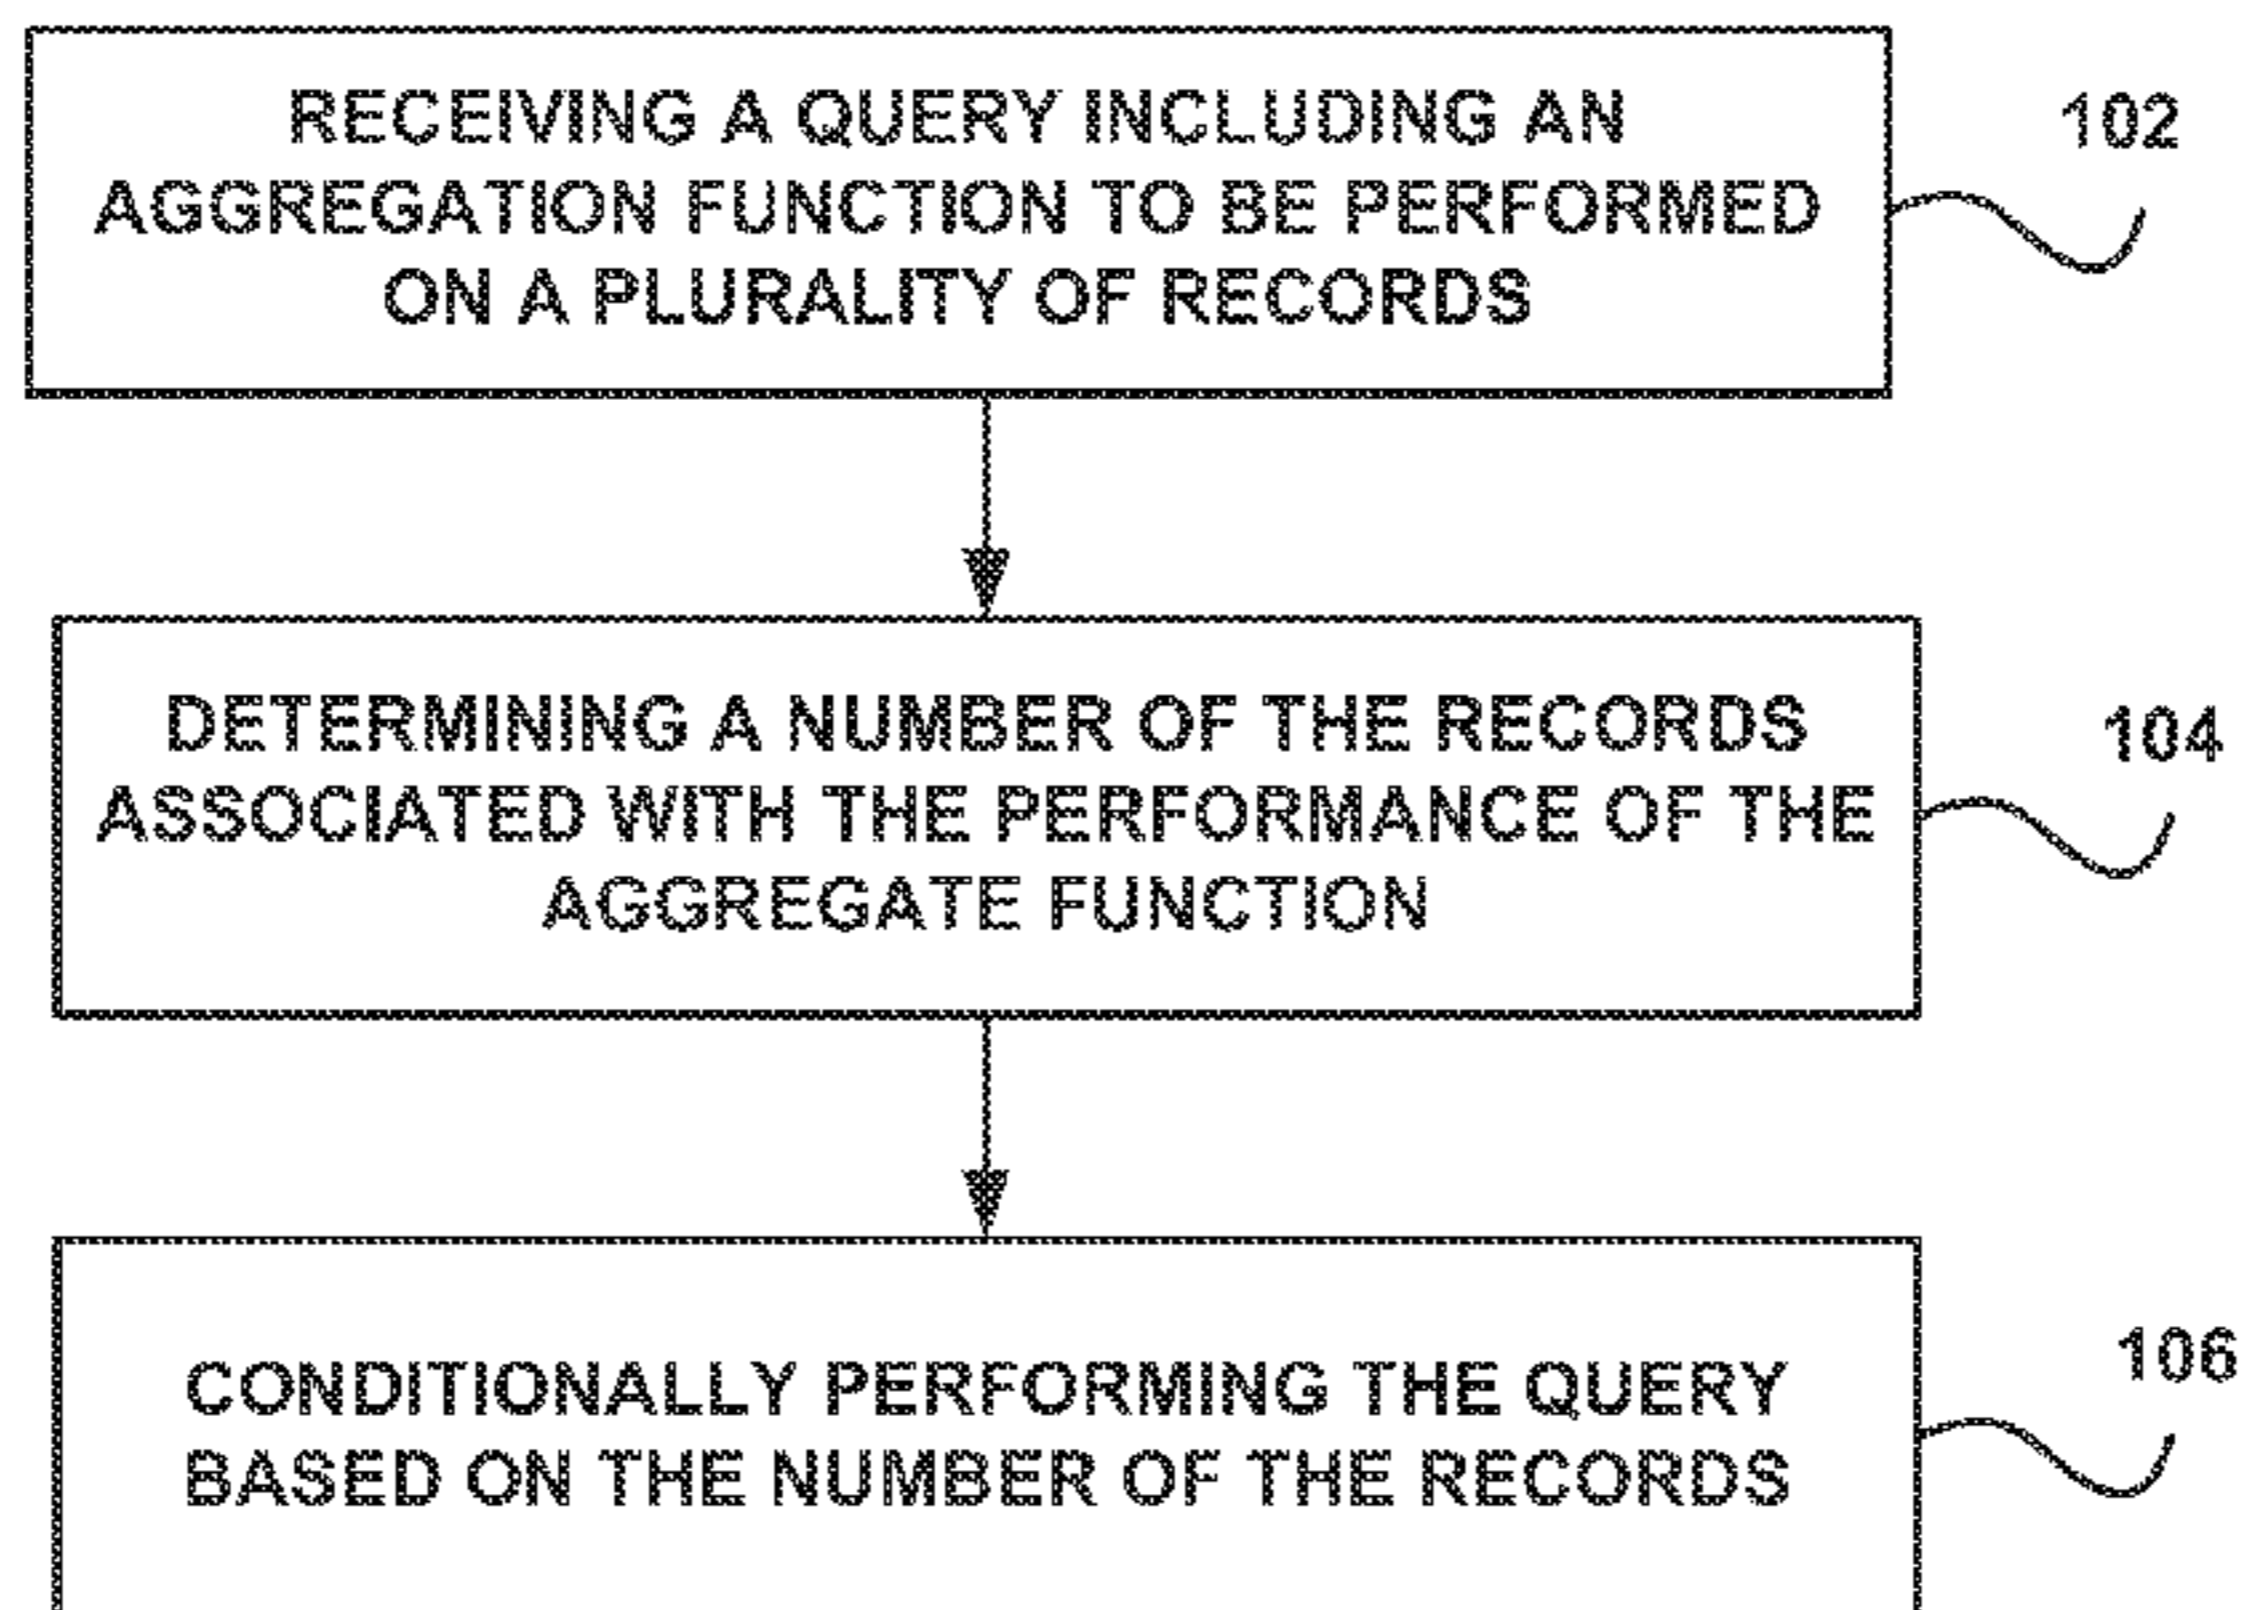 RECEIVING A QUERY INCLUDING AN
AGGREGATION FUNCTION TO BE PERFORMED
ON A PLURALITY OF RECORDS
102
DETERMINING A NUMBER OF THE RECORDS
ASSOCIATED WITH THE PERFORMANCE OF THE
AGGREGATE FUNCTION
104
CONDITIONALLY PERFORMING THE QUERY
BASED ON THE NUMBER OF THE RECORDS
106